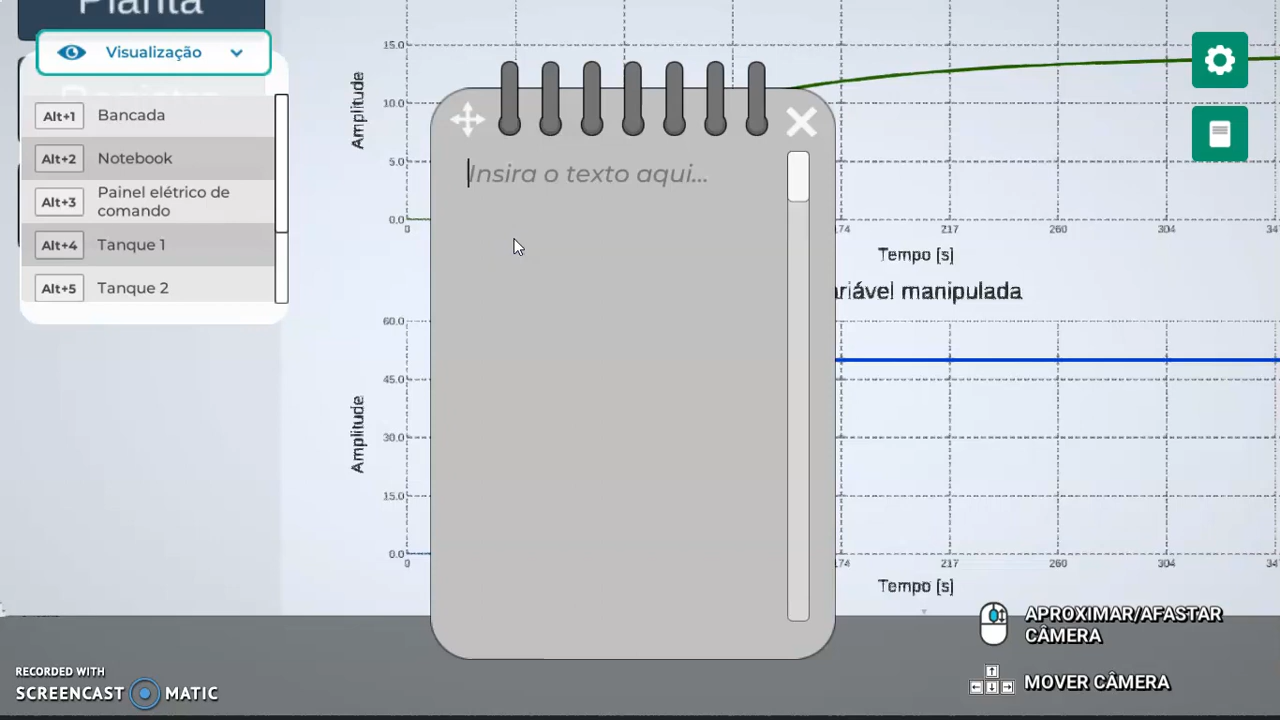 Planta
Visualização
Alt+1 Bancada
Alt+2 Notebook
Alt+3 Painel elétrico de
comando
Alt+4 Tanque 1
Alt+5 Tanque 2
Insira o texto aqui...
Amplitude
15.0
10.0
5.0
0.0
0
174
217
260
304
Tempo [s]
riável manipulada
Amplitude
60.0
45.0
30.0
15.0
0.0
0
174
217
260
304
Tempo [s]
APROXIMAR/AFASTAR
CÂMERA
MOVER CÂMERA
RECORDED WITH
SCREENCAST MATIC